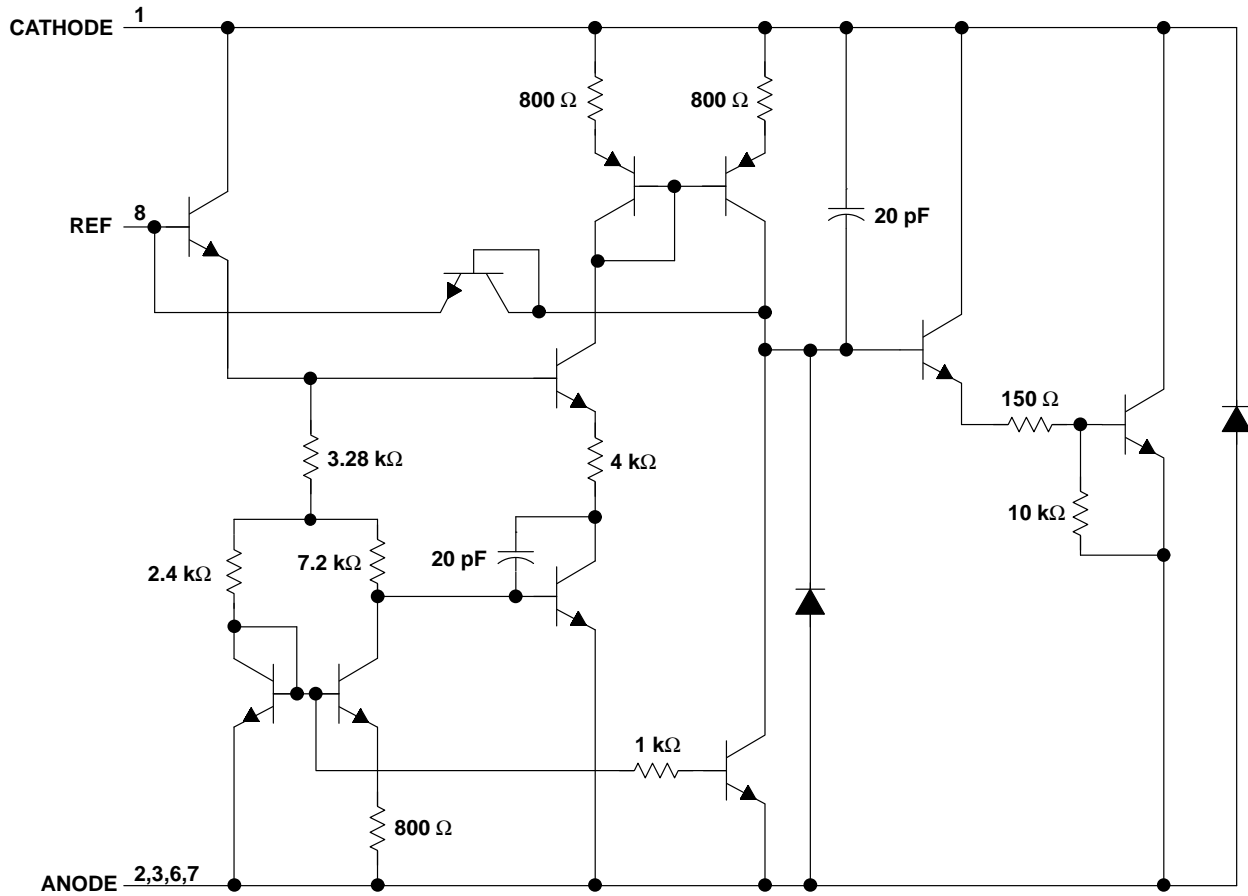 CATHODE 1
800 Ω
800 Ω
REF 8
20 pF
150 Ω
3.28 kΩ
4 kΩ
10 kΩ
2.4 kΩ
7.2 kΩ
20 pF
1 kΩ
800 Ω
ANODE 2,3,6,7